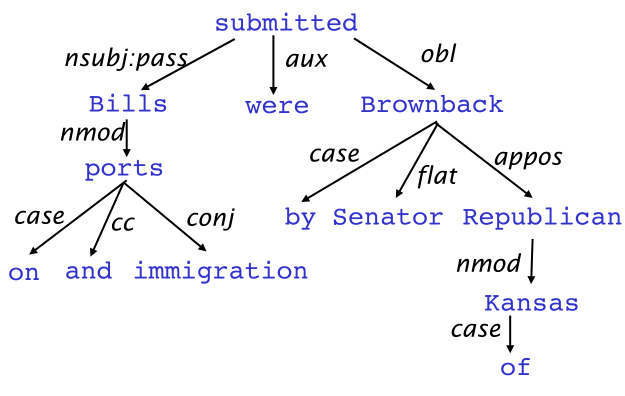 submitted
nsubj:pass aux obl
Bills were Brownback
nmod case flat appos
ports
case cc conj by Senator Republican
on and immigration nmod
Kansas
case
of